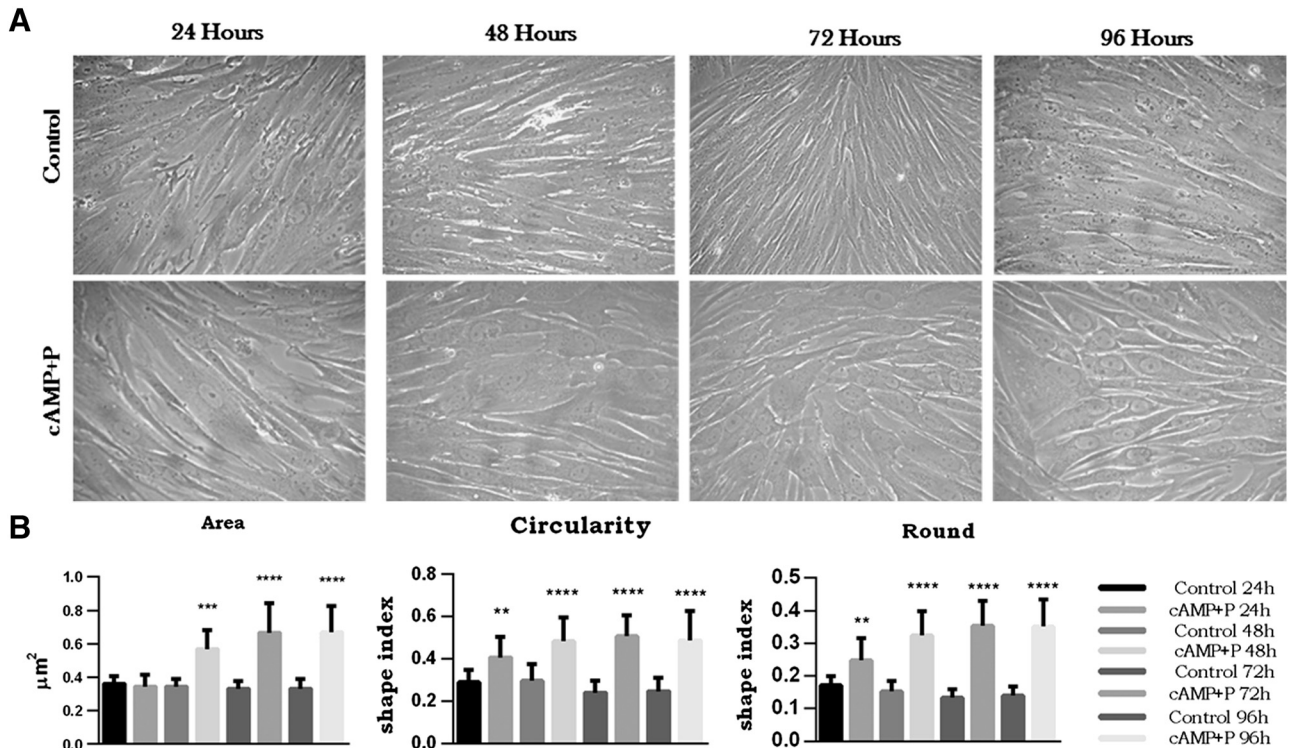 A
24 Hours
48 Hours
72 Hours
96 Hours
Control
cAMP+P
B
Area
Circularity
Round
μm2
1.0
0.8
0.6
0.4
0.2
0.0
***
****
****
shape index
0.8
0.6
0.4
0.2
0.0
**
****
****
****
shape index
0.5
0.4
0.3
0.2
0.1
0.0
**
****
****
****
Control 24h
cAMP+P 24h
Control 48h
cAMP+P 48h
Control 72h
cAMP+P 72h
Control 96h
cAMP+P 96h